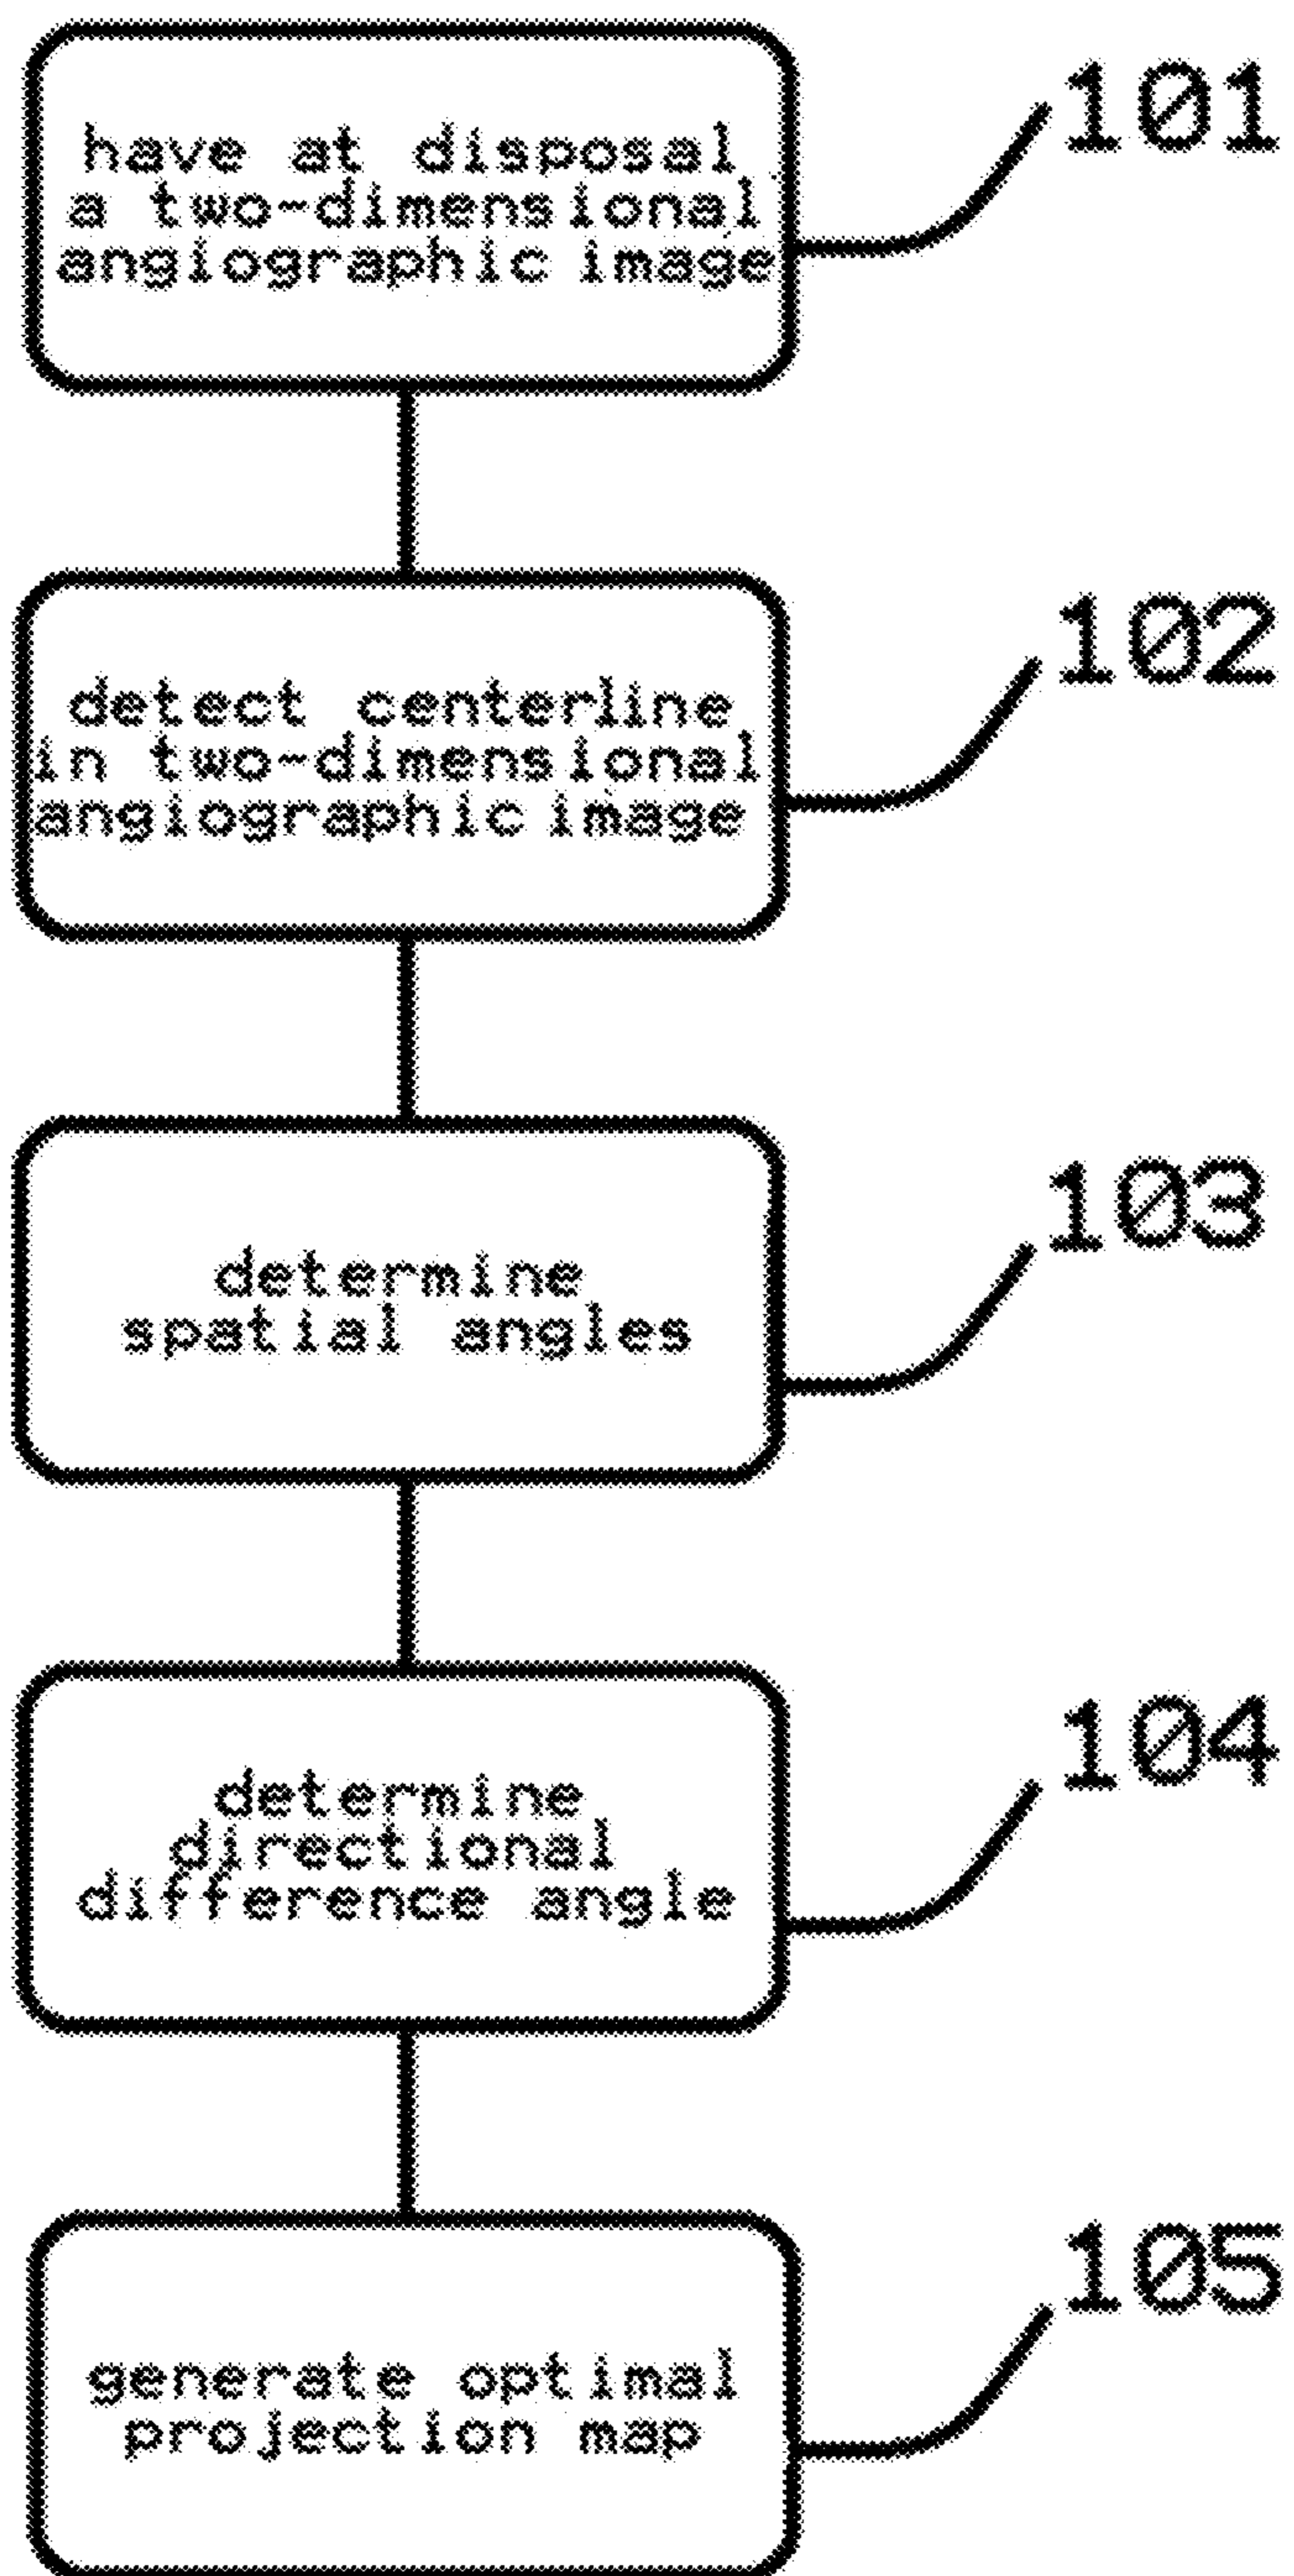 have at disposal
a two-dimensional
angiographic image
101
detect centerline
in two-dimensional
angiographic image
102
determine
spatial angles
103
determine
directional
difference angle
104
generate optimal
projection map
105